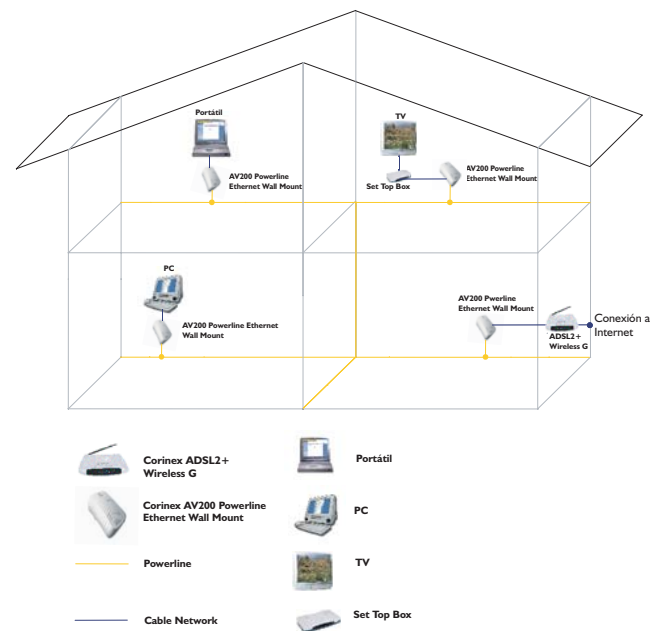 Portátil
TV
AV200 Powerline
Ethernet Wall Mount
AV200 Powerline
Ethernet Wall Mount
Set Top Box
PC
AV200 Powerline Ethernet
Wall Mount
AV200 Pwerline
Ethernet Wall Mount
ADSL2+
Wireless G
Conexión a
Internet
Corinex ADSL2+
Wireless G
Portátil
Corinex AV200 Powerline
Ethernet Wall Mount
PC
Powerline
TV
Cable Network
Set Top Box